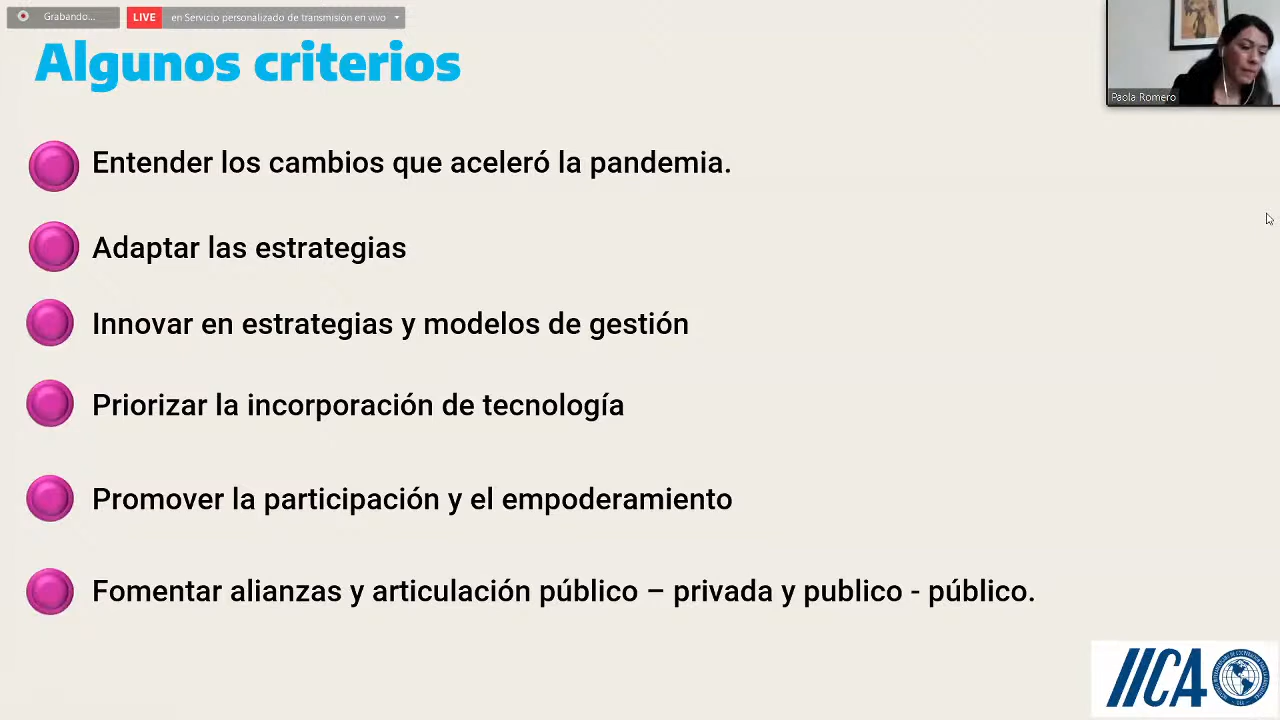 Grabando...
LIVE
en Servicio personalizado de transmisión en vivo
Algunos criterios
Paola Romero
Entender los cambios que aceleró la pandemia.
Adaptar las estrategias
Innovar en estrategias y modelos de gestión
Priorizar la incorporación de tecnología
Promover la participación y el empoderamiento
Fomentar alianzas y articulación público – privada y publico - público.
IICA